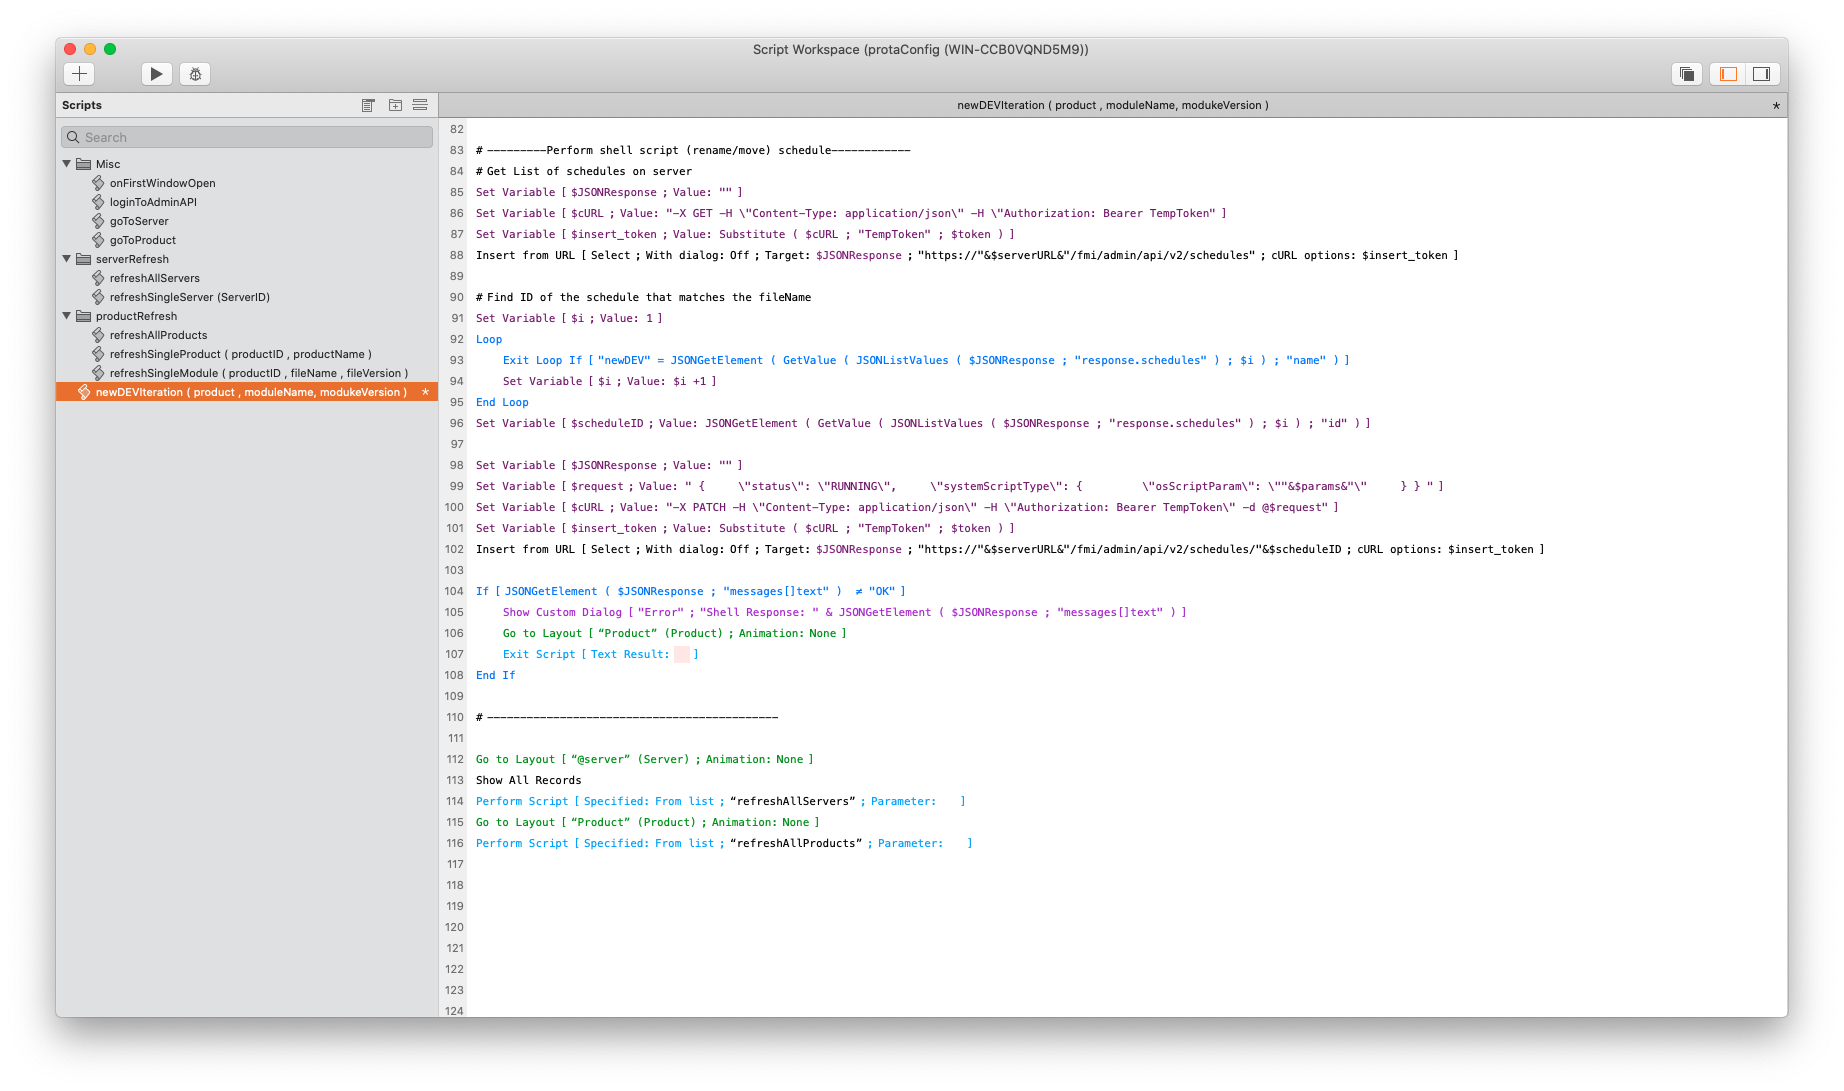 Script Workspace (protaConfig (WIN-CCB0VQND5M9))
Scripts
newDEVIteration ( product , moduleName, modukeVersion )
*
Search
Misc
onFirstWindowOpen
loginToAdminAPI
goToServer
goToProduct
serverRefresh
refreshAllServers
refreshSingleServer (ServerID)
productRefresh
refreshAllProducts
refreshSingleProduct ( productID , productName )
refreshSingleModule ( productID , fileName , fileVersion )
newDEVIteration ( product , moduleName, modukeVersion ) *
82
83 # ---------Perform shell script (rename/move) schedule------------
84 # Get List of schedules on server
85 Set Variable [ $JSONResponse ; Value: "" ]
86 Set Variable [ $cURL ; Value: "-X GET -H \"Content-Type: application/json\" -H \"Authorization: Bearer TempToken" ]
87 Set Variable [ $insert_token ; Value: Substitute ( $cURL ; "TempToken" ; $token ) ]
88 Insert from URL [ Select ; With dialog: Off ; Target: $JSONResponse ; "https://"&$serverURL&"/fmi/admin/api/v2/schedules" ; cURL options: $insert_token ]
89
90 # Find ID of the schedule that matches the fileName
91 Set Variable [ $i ; Value: 1 ]
92 Loop
93 Exit Loop If [ "newDEV" = JSONGetElement ( GetValue ( JSONListValues ( $JSONResponse ; "response.schedules" ) ; $i ) ; "name" ) ]
94 Set Variable [ $i ; Value: $i +1 ]
95 End Loop
96 Set Variable [ $scheduleID ; Value: JSONGetElement ( GetValue ( JSONListValues ( $JSONResponse ; "response.schedules" ) ; $i ) ; "id" ) ]
97
98 Set Variable [ $JSONResponse ; Value: "" ]
99 Set Variable [ $request ; Value: " { \"status\": \"RUNNING\", \"systemScriptType\": { \"osScriptParam\": \""&$params&"\" } } " ]
100 Set Variable [ $cURL ; Value: "-X PATCH -H \"Content-Type: application/json\" -H \"Authorization: Bearer TempToken\" -d @$request" ]
101 Set Variable [ $insert_token ; Value: Substitute ( $cURL ; "TempToken" ; $token ) ]
102 Insert from URL [ Select ; With dialog: Off ; Target: $JSONResponse ; "https://"&$serverURL&"/fmi/admin/api/v2/schedules/"&$scheduleID ; cURL options: $insert_token ]
103
104 If [ JSONGetElement ( $JSONResponse ; "messages[]text" ) ≠ "OK" ]
105 Show Custom Dialog [ "Error" ; "Shell Response: " & JSONGetElement ( $JSONResponse ; "messages[]text" ) ]
106 Go to Layout [ “Product” (Product) ; Animation: None ]
107 Exit Script [ Text Result: ]
108 End If
109
110 # --------------------------------------------
111
112 Go to Layout [ “@server” (Server) ; Animation: None ]
113 Show All Records
114 Perform Script [ Specified: From list ; “refreshAllServers” ; Parameter: ]
115 Go to Layout [ “Product” (Product) ; Animation: None ]
116 Perform Script [ Specified: From list ; “refreshAllProducts” ; Parameter: ]
117
118
119
120
121
122
123
124